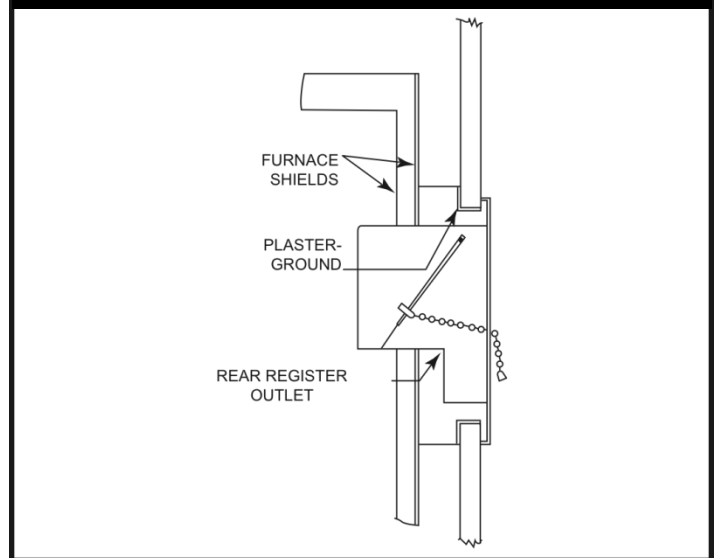 FURNACE
SHIELDS
PLASTER-
GROUND
REAR REGISTER
OUTLET